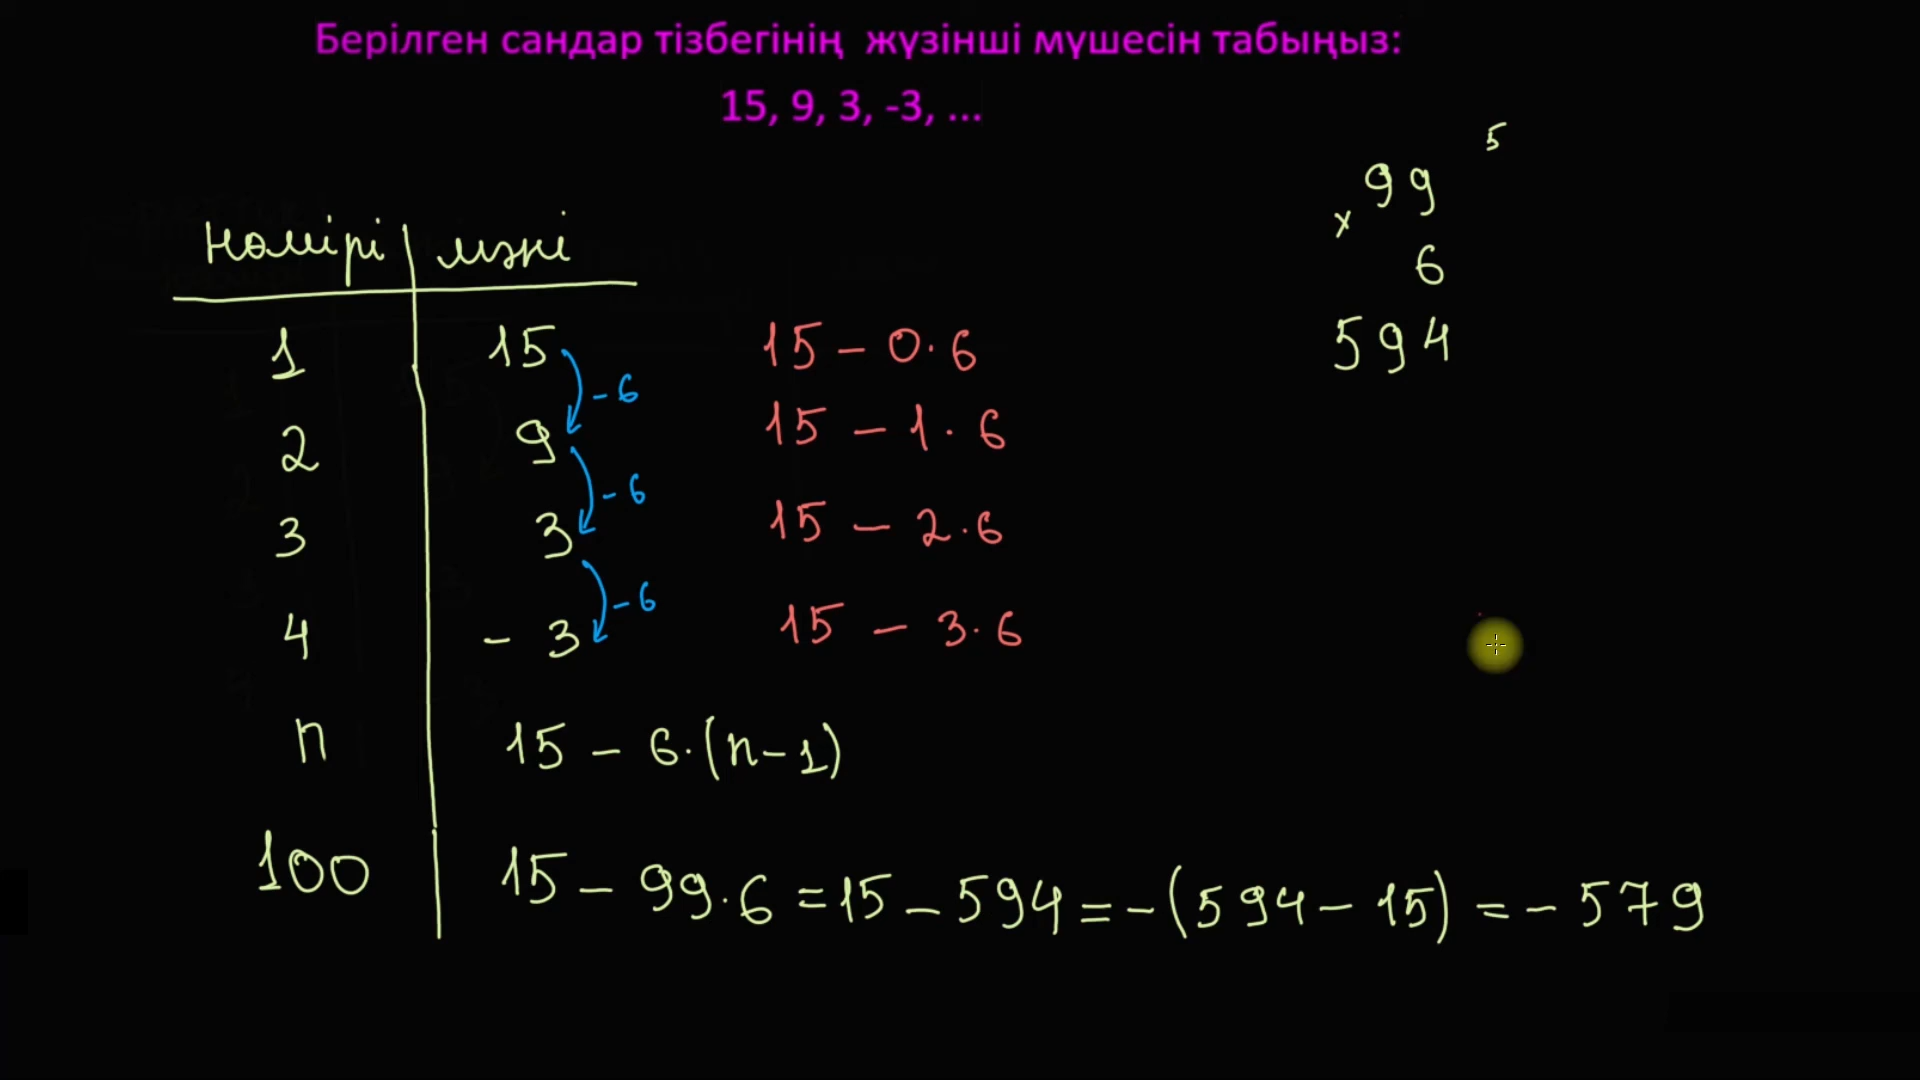 Берілген сандар тізбегінің жүзінші мүшесін табыңыз:
15, 9, 3, -3, ...
5
99
x
6
594
нөмірі мәні
1 15 15 - 0·6
-6
2 9 15 - 1·6
-6
3 3 15 - 2·6
-6
4 -3 15 - 3·6
n 15 - 6·(n-1)
100 15 - 99·6 = 15 - 594 = -(594 - 15) = -579